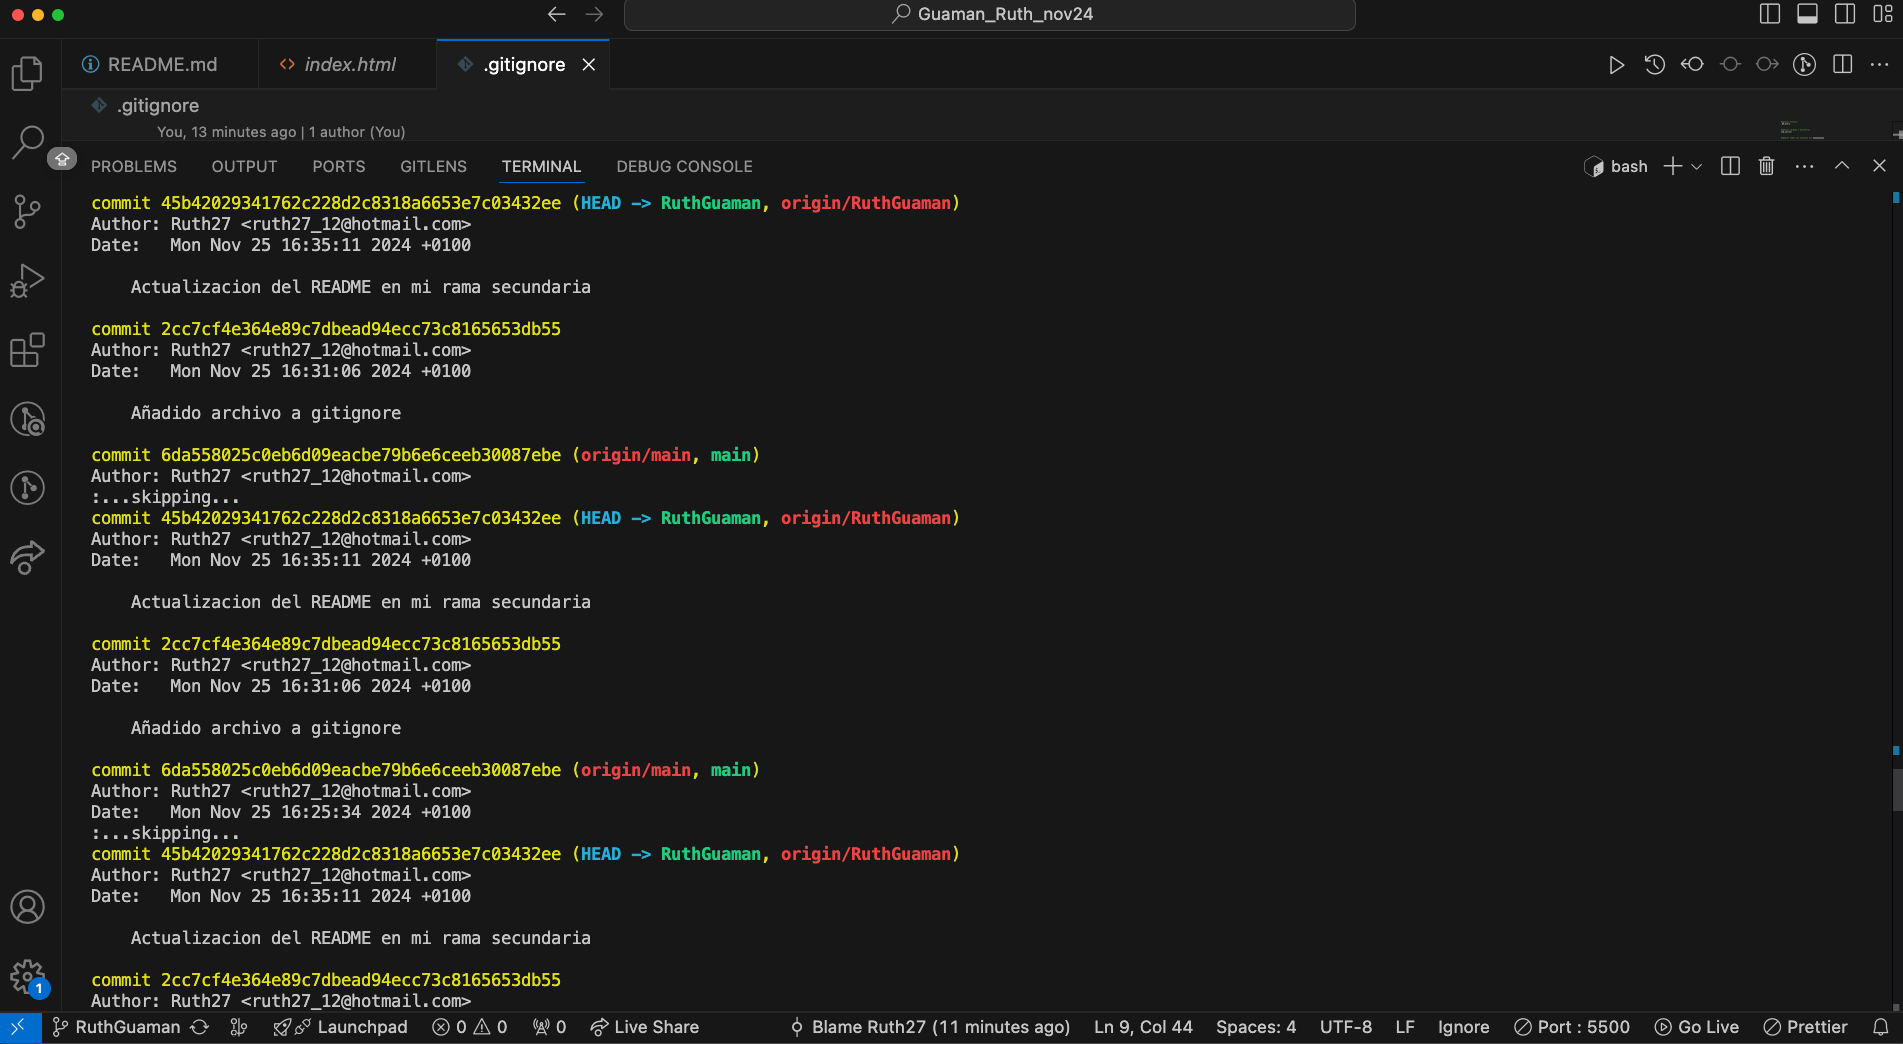 Guaman_Ruth_nov24
README.md
index.html
.gitignore
.gitignore
You, 13 minutes ago | 1 author (You)
PROBLEMS OUTPUT PORTS GITLENS TERMINAL DEBUG CONSOLE
bash
commit 45b42029341762c228d2c8318a6653e7c03432ee (HEAD -> RuthGuaman, origin/RuthGuaman)
Author: Ruth27 <ruth27_12@hotmail.com>
Date:   Mon Nov 25 16:35:11 2024 +0100
Actualizacion del README en mi rama secundaria
commit 2cc7cf4e364e89c7dbead94ecc73c8165653db55
Author: Ruth27 <ruth27_12@hotmail.com>
Date:   Mon Nov 25 16:31:06 2024 +0100
Añadido archivo a gitignore
commit 6da558025c0eb6d09eacbe79b6e6ceeb30087ebe (origin/main, main)
Author: Ruth27 <ruth27_12@hotmail.com>
:...skipping...
commit 45b42029341762c228d2c8318a6653e7c03432ee (HEAD -> RuthGuaman, origin/RuthGuaman)
Author: Ruth27 <ruth27_12@hotmail.com>
Date:   Mon Nov 25 16:35:11 2024 +0100
Actualizacion del README en mi rama secundaria
commit 2cc7cf4e364e89c7dbead94ecc73c8165653db55
Author: Ruth27 <ruth27_12@hotmail.com>
Date:   Mon Nov 25 16:31:06 2024 +0100
Añadido archivo a gitignore
commit 6da558025c0eb6d09eacbe79b6e6ceeb30087ebe (origin/main, main)
Author: Ruth27 <ruth27_12@hotmail.com>
Date:   Mon Nov 25 16:25:34 2024 +0100
:...skipping...
commit 45b42029341762c228d2c8318a6653e7c03432ee (HEAD -> RuthGuaman, origin/RuthGuaman)
Author: Ruth27 <ruth27_12@hotmail.com>
Date:   Mon Nov 25 16:35:11 2024 +0100
Actualizacion del README en mi rama secundaria
commit 2cc7cf4e364e89c7dbead94ecc73c8165653db55
Author: Ruth27 <ruth27_12@hotmail.com>
1
RuthGuaman Launchpad 0 0 0 Live Share Blame Ruth27 (11 minutes ago) Ln 9, Col 44 Spaces: 4 UTF-8 LF Ignore Port : 5500 Go Live Prettier